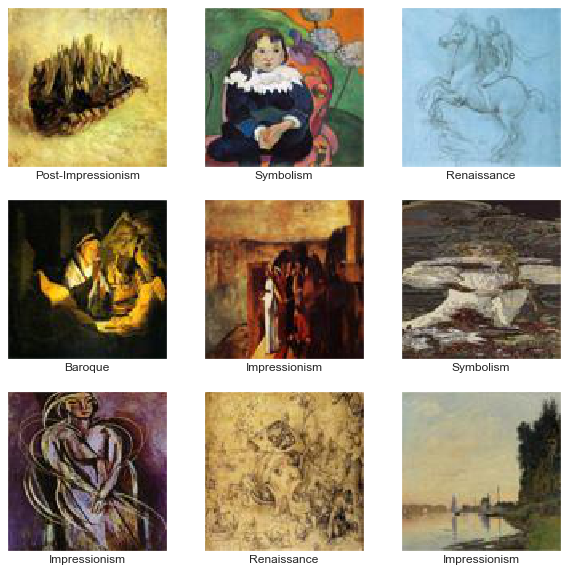 Post-Impressionism
Symbolism
Renaissance
Baroque
Impressionism
Symbolism
Impressionism
Renaissance
Impressionism